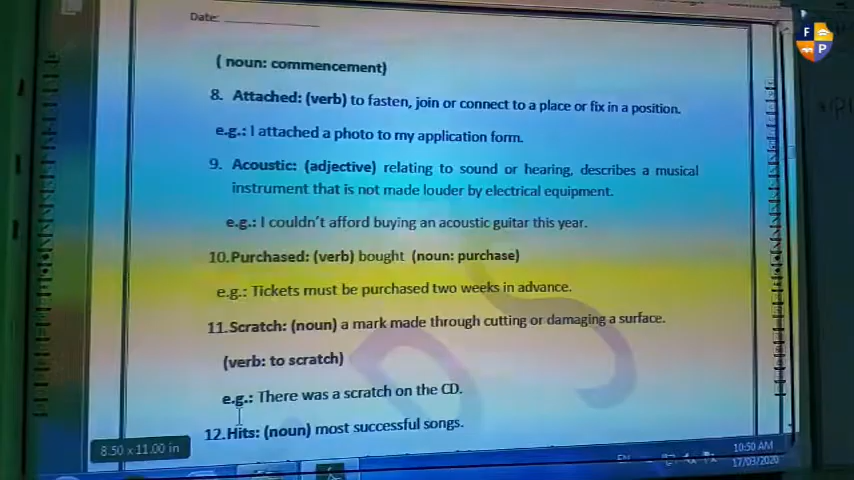 Date: ____________
( noun: commencement)
8. Attached: (verb) to fasten, join or connect to a place or fix in a position.
e.g.: I attached a photo to my application form.
9. Acoustic: (adjective) relating to sound or hearing, describes a musical
instrument that is not made louder by electrical equipment.
e.g.: I couldn't afford buying an acoustic guitar this year.
10.Purchased: (verb) bought (noun: purchase)
e.g.: Tickets must be purchased two weeks in advance.
11.Scratch: (noun) a mark made through cutting or damaging a surface.
(verb: to scratch)
e.g.: There was a scratch on the CD.
12.Hits: (noun) most successful songs.
8.50 x 11.00 in
EN
10:50 AM
17/03/2020
F
P